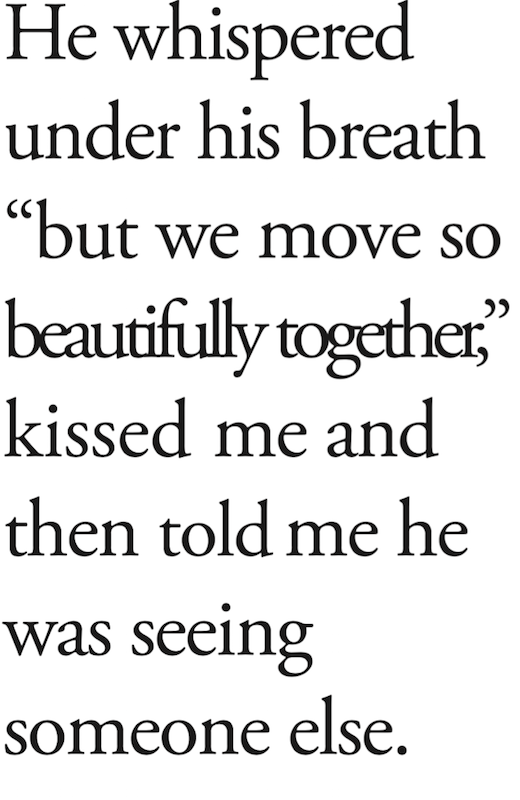 He whispered
under his breath
“but we move so
beautifully together,”
kissed me and
then told me he
was seeing
someone else.